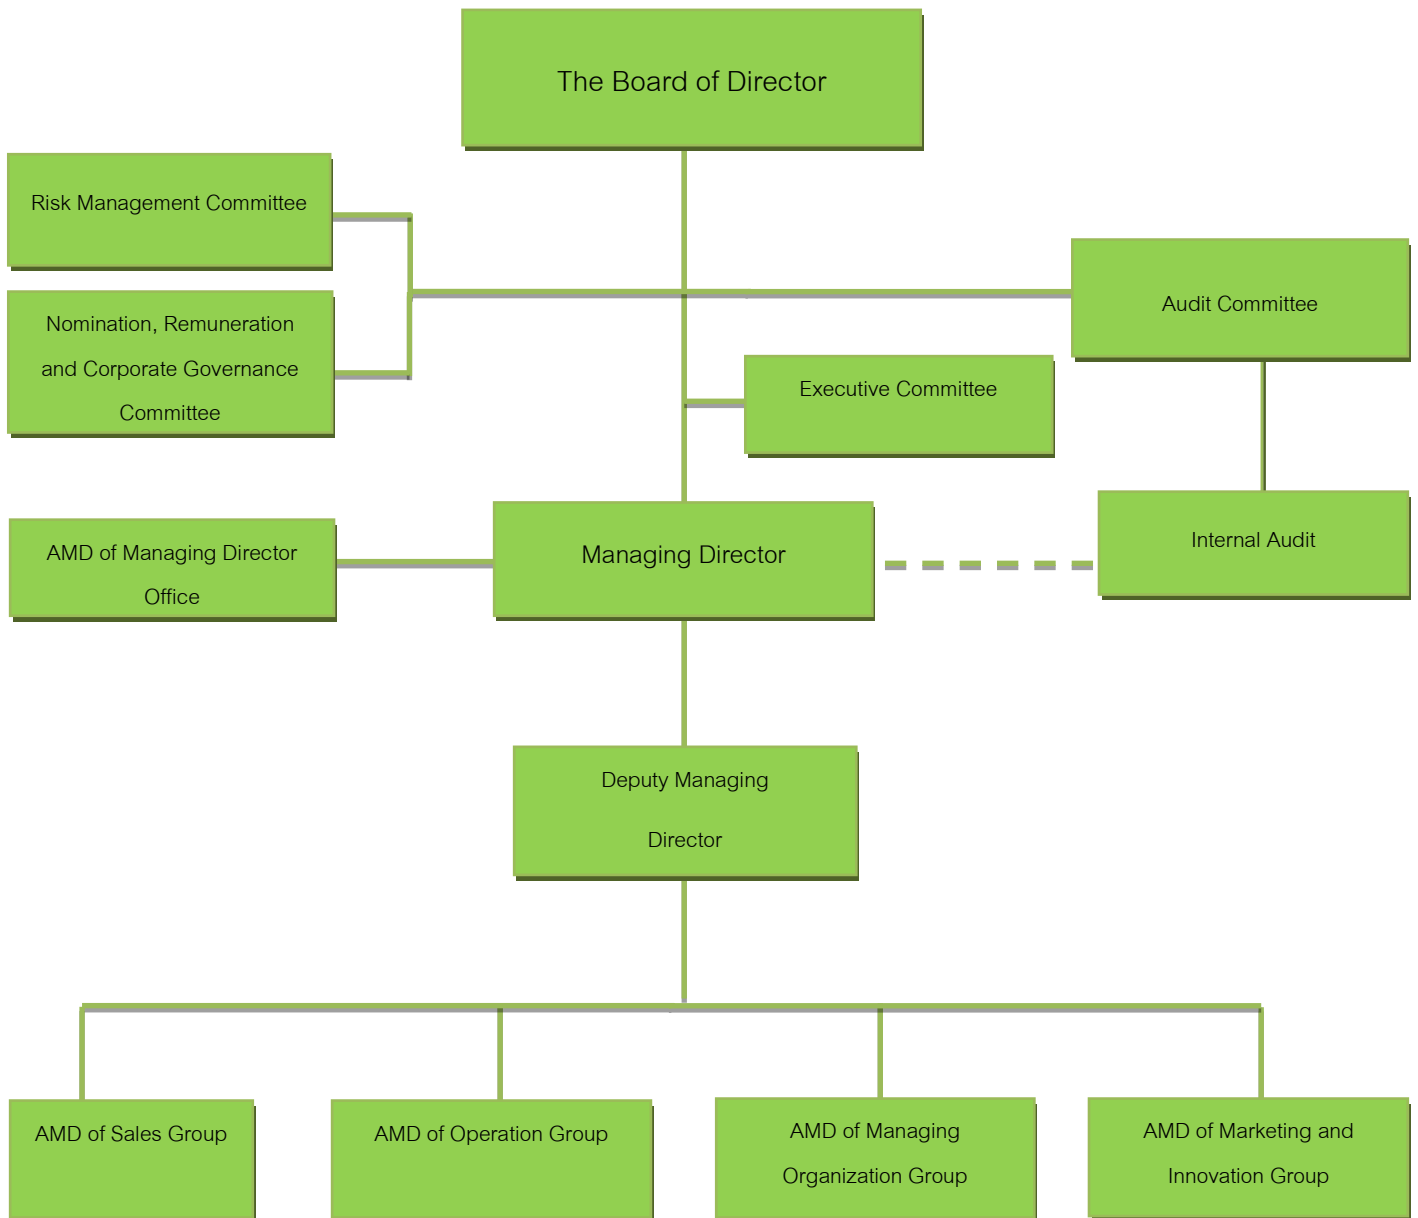 The Board of Director
Risk Management Committee
Nomination, Remuneration
and Corporate Governance
Committee
Audit Committee
Executive Committee
AMD of Managing Director
Office
Managing Director
Internal Audit
Deputy Managing
Director
AMD of Sales Group
AMD of Operation Group
AMD of Managing
Organization Group
AMD of Marketing and
Innovation Group